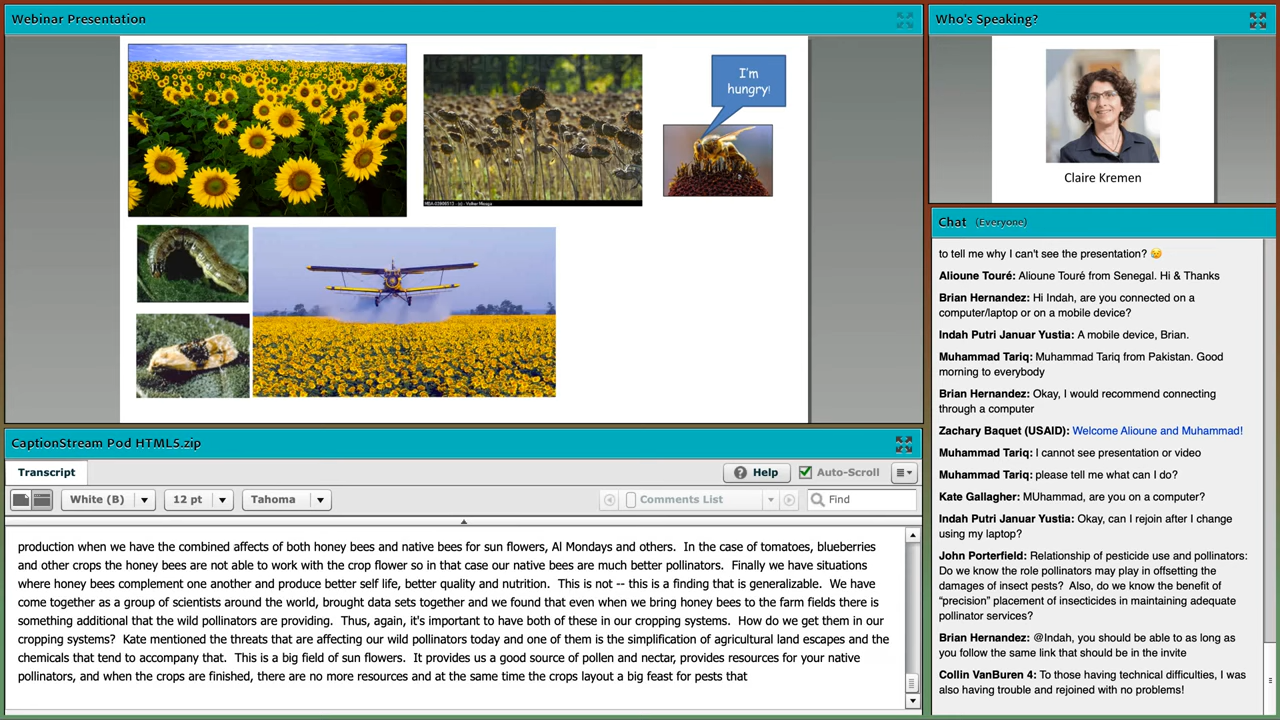 Webinar Presentation
I'm
hungry!
Who's Speaking?
Claire Kremen
CaptionStream Pod HTML5.zip
Transcript
Help
Auto-Scroll
White (B)
12 pt
Tahoma
Comments List
Find
production when we have the combined affects of both honey bees and native bees for sun flowers, Al Mondays and others. In the case of tomatoes, blueberries
and other crops the honey bees are not able to work with the crop flower so in that case our native bees are much better pollinators. Finally we have situations
where honey bees complement one another and produce better self life, better quality and nutrition. This is not -- this is a finding that is generalizable. We have
come together as a group of scientists around the world, brought data sets together and we found that even when we bring honey bees to the farm fields there is
something additional that the wild pollinators are providing. Thus, again, it's important to have both of these in our cropping systems. How do we get them in our
cropping systems? Kate mentioned the threats that are affecting our wild pollinators today and one of them is the simplification of agricultural land escapes and the
chemicals that tend to accompany that. This is a big field of sun flowers. It provides us a good source of pollen and nectar, provides resources for your native
pollinators, and when the crops are finished, there are no more resources and at the same time the crops layout a big feast for pests that
Chat (Everyone)
to tell me why I can't see the presentation? 😥
Alioune Touré: Alioune Touré from Senegal. Hi & Thanks
Brian Hernandez: Hi Indah, are you connected on a
computer/laptop or on a mobile device?
Indah Putri Januar Yustia: A mobile device, Brian.
Muhammad Tariq: Muhammad Tariq from Pakistan. Good
morning to everybody
Brian Hernandez: Okay, I would recommend connecting
through a computer
Zachary Baquet (USAID): Welcome Alioune and Muhammad!
Muhammad Tariq: I cannot see presentation or video
Muhammad Tariq: please tell me what can I do?
Kate Gallagher: MUhammad, are you on a computer?
Indah Putri Januar Yustia: Okay, can I rejoin after I change
using my laptop?
John Porterfield: Relationship of pesticide use and pollinators:
Do we know the role pollinators may play in offsetting the
damages of insect pests? Also, do we know the benefit of
“precision” placement of insecticides in maintaining adequate
pollinator services?
Brian Hernandez: @Indah, you should be able to as long as
you follow the same link that should be in the invite
Collin VanBuren 4: To those having technical difficulties, I was
also having trouble and rejoined with no problems!